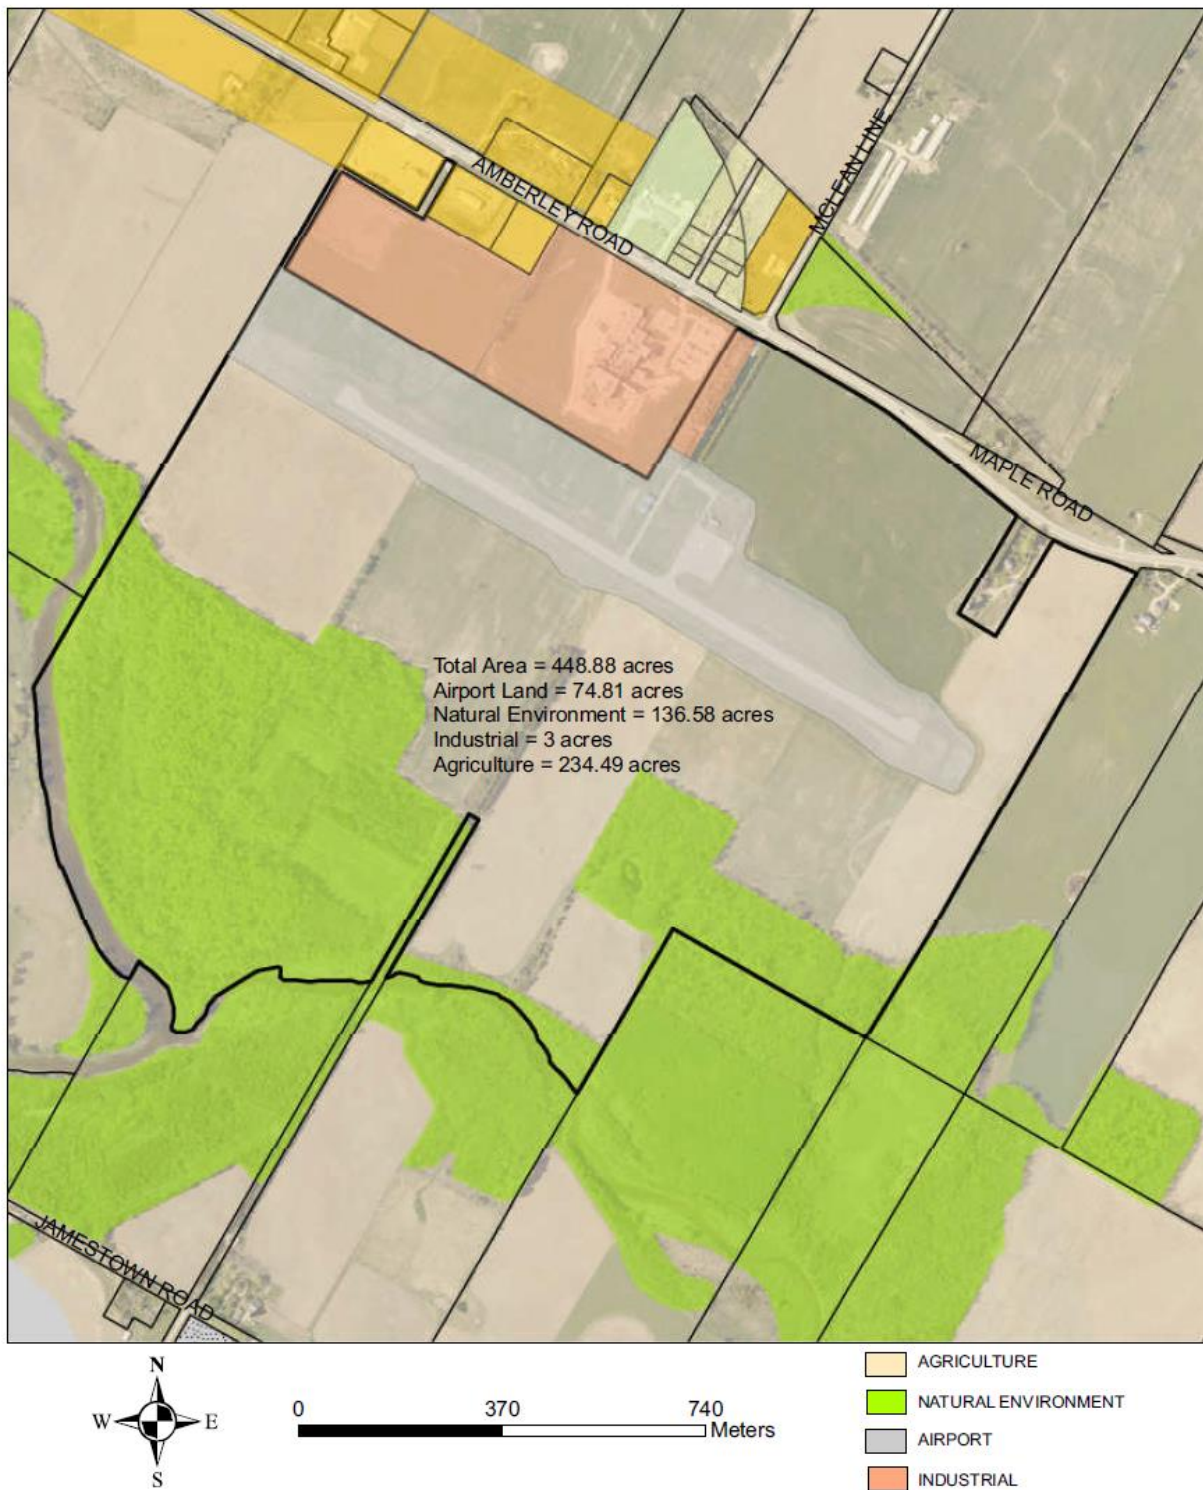 AMBERLEY ROAD
MCLEAN LINE
MAPLE ROAD
Total Area = 448.88 acres
Airport Land = 74.81 acres
Natural Environment = 136.58 acres
Industrial = 3 acres
Agriculture = 234.49 acres
JAMESTOWN ROAD
N
W E
S
0 370 740
Meters
AGRICULTURE
NATURAL ENVIRONMENT
AIRPORT
INDUSTRIAL